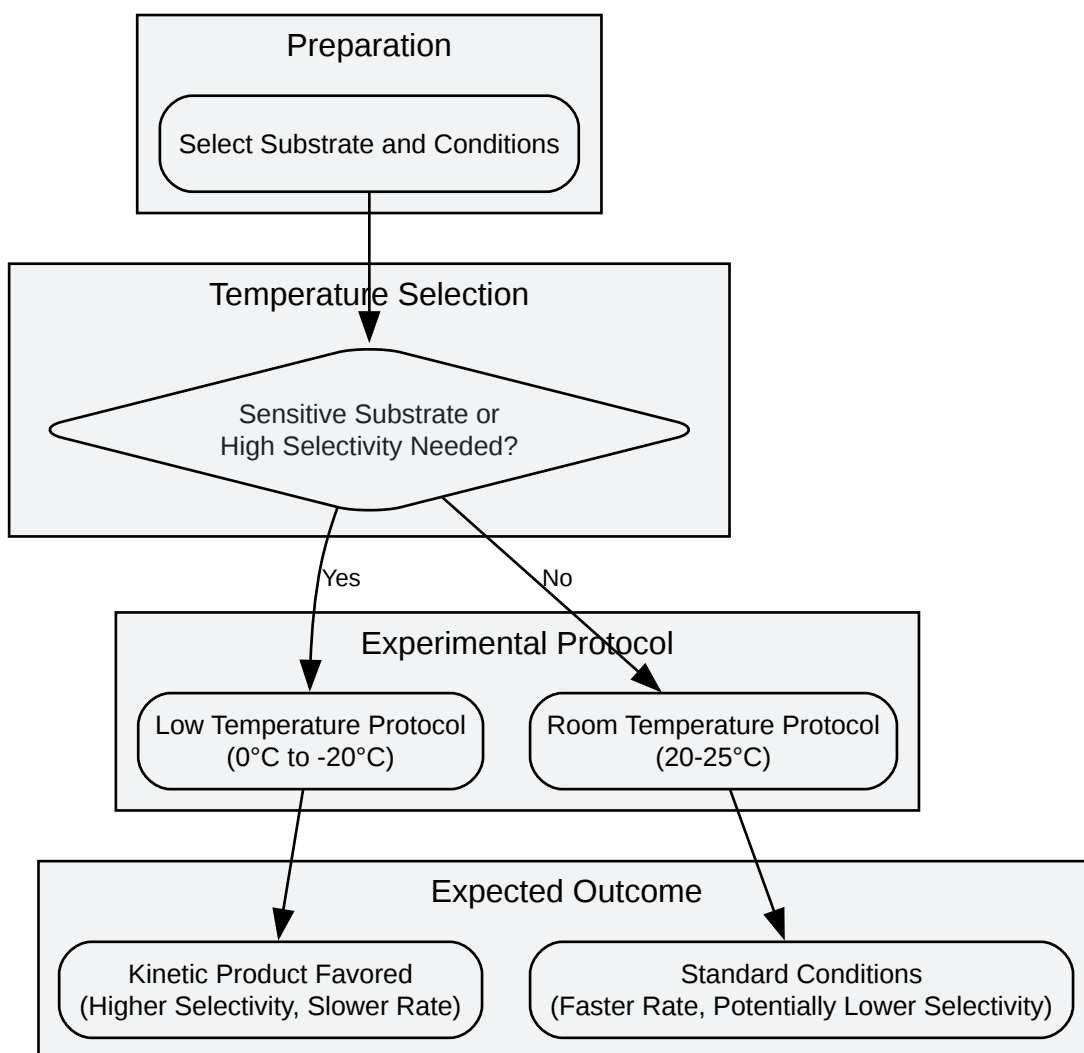 Preparation
Select Substrate and Conditions
Temperature Selection
Sensitive Substrate or
High Selectivity Needed?
Yes
No
Experimental Protocol
Low Temperature Protocol
(0°C to -20°C)
Room Temperature Protocol
(20-25°C)
Expected Outcome
Kinetic Product Favored
(Higher Selectivity, Slower Rate)
Standard Conditions
(Faster Rate, Potentially Lower Selectivity)